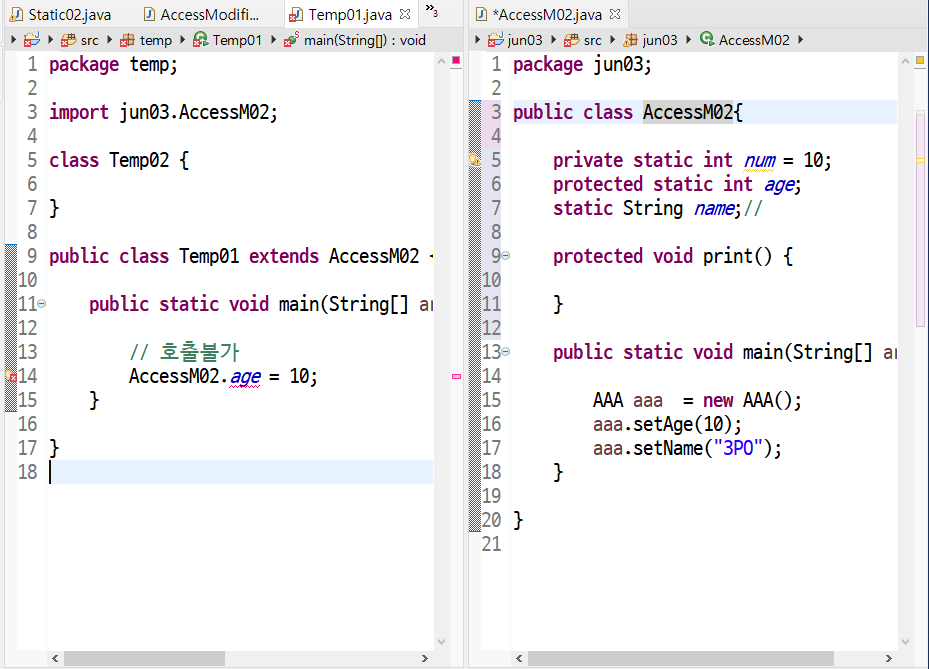 Static02.java AccessModifi... Temp01.java »3
src temp Temp01 main(String[]) : void
1 package temp;
2
3 import jun03.AccessM02;
4
5 class Temp02 {
6
7 }
8
9 public class Temp01 extends AccessM02 {
10
11 public static void main(String[] ar
12
13 // 호출불가
14 AccessM02.age = 10;
15 }
16
17 }
18
*AccessM02.java
jun03 src jun03 AccessM02
1 package jun03;
2
3 public class AccessM02{
4
5 private static int num = 10;
6 protected static int age;
7 static String name;//
8
9 protected void print() {
10
11 }
12
13 public static void main(String[] ar
14
15 AAA aaa = new AAA();
16 aaa.setAge(10);
17 aaa.setName("3PO");
18 }
19
20 }
21